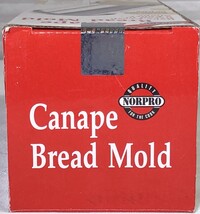 QUALITY
NORPRO
FOR THE COOK
Canape
Bread Mold